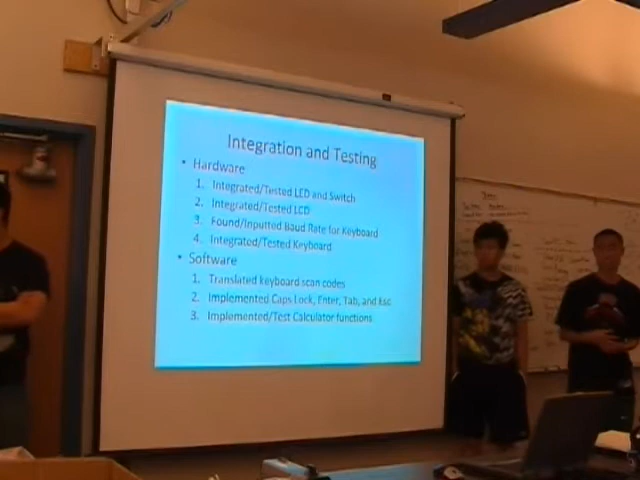 Integration and Testing
• Hardware
1. Integrated/Tested LED and Switch
2. Integrated/Tested LCD
3. Found/Inputted Baud Rate for Keyboard
4. Integrated/Tested Keyboard
• Software
1. Translated keyboard scan codes
2. Implemented Caps Lock, Enter, Tab, and Esc
3. Implemented/Test Calculator functions